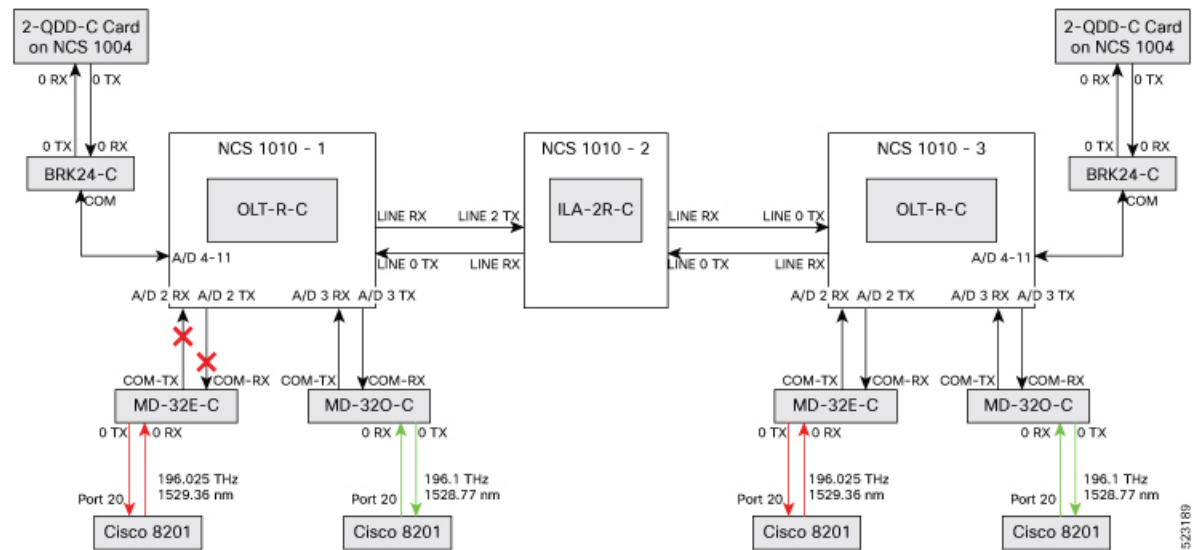 2-QDD-C Card
on NCS 1004
0 RX
0 TX
0 TX
0 RX
BRK24-C
COM
NCS 1010 - 1
OLT-R-C
A/D 4-11
A/D 2 RX
A/D 2 TX
A/D 3 RX
A/D 3 TX
LINE RX
LINE 2 TX
LINE 0 TX
LINE RX
NCS 1010 - 2
ILA-2R-C
LINE RX
LINE 0 TX
LINE 0 TX
LINE RX
NCS 1010 - 3
OLT-R-C
A/D 4-11
A/D 2 RX
A/D 2 TX
A/D 3 RX
A/D 3 TX
2-QDD-C Card
on NCS 1004
0 RX
0 TX
0 TX
0 RX
BRK24-C
COM
COM-TX
COM-RX
MD-32E-C
0 TX
0 RX
196.025 THz
1529.36 nm
Port 20
Cisco 8201
COM-TX
COM-RX
MD-32O-C
0 RX
0 TX
196.1 THz
1528.77 nm
Port 20
Cisco 8201
COM-TX
COM-RX
MD-32E-C
0 TX
0 RX
196.025 THz
1529.36 nm
Port 20
Cisco 8201
COM-TX
COM-RX
MD-32O-C
0 RX
0 TX
196.1 THz
1528.77 nm
Port 20
Cisco 8201
523189